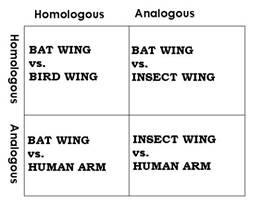 Homologous
Analogous
Homologous
BAT WING
vs.
BIRD WING
BAT WING
vs.
INSECT WING
Analogous
BAT WING
vs.
HUMAN ARM
INSECT WING
vs.
HUMAN ARM